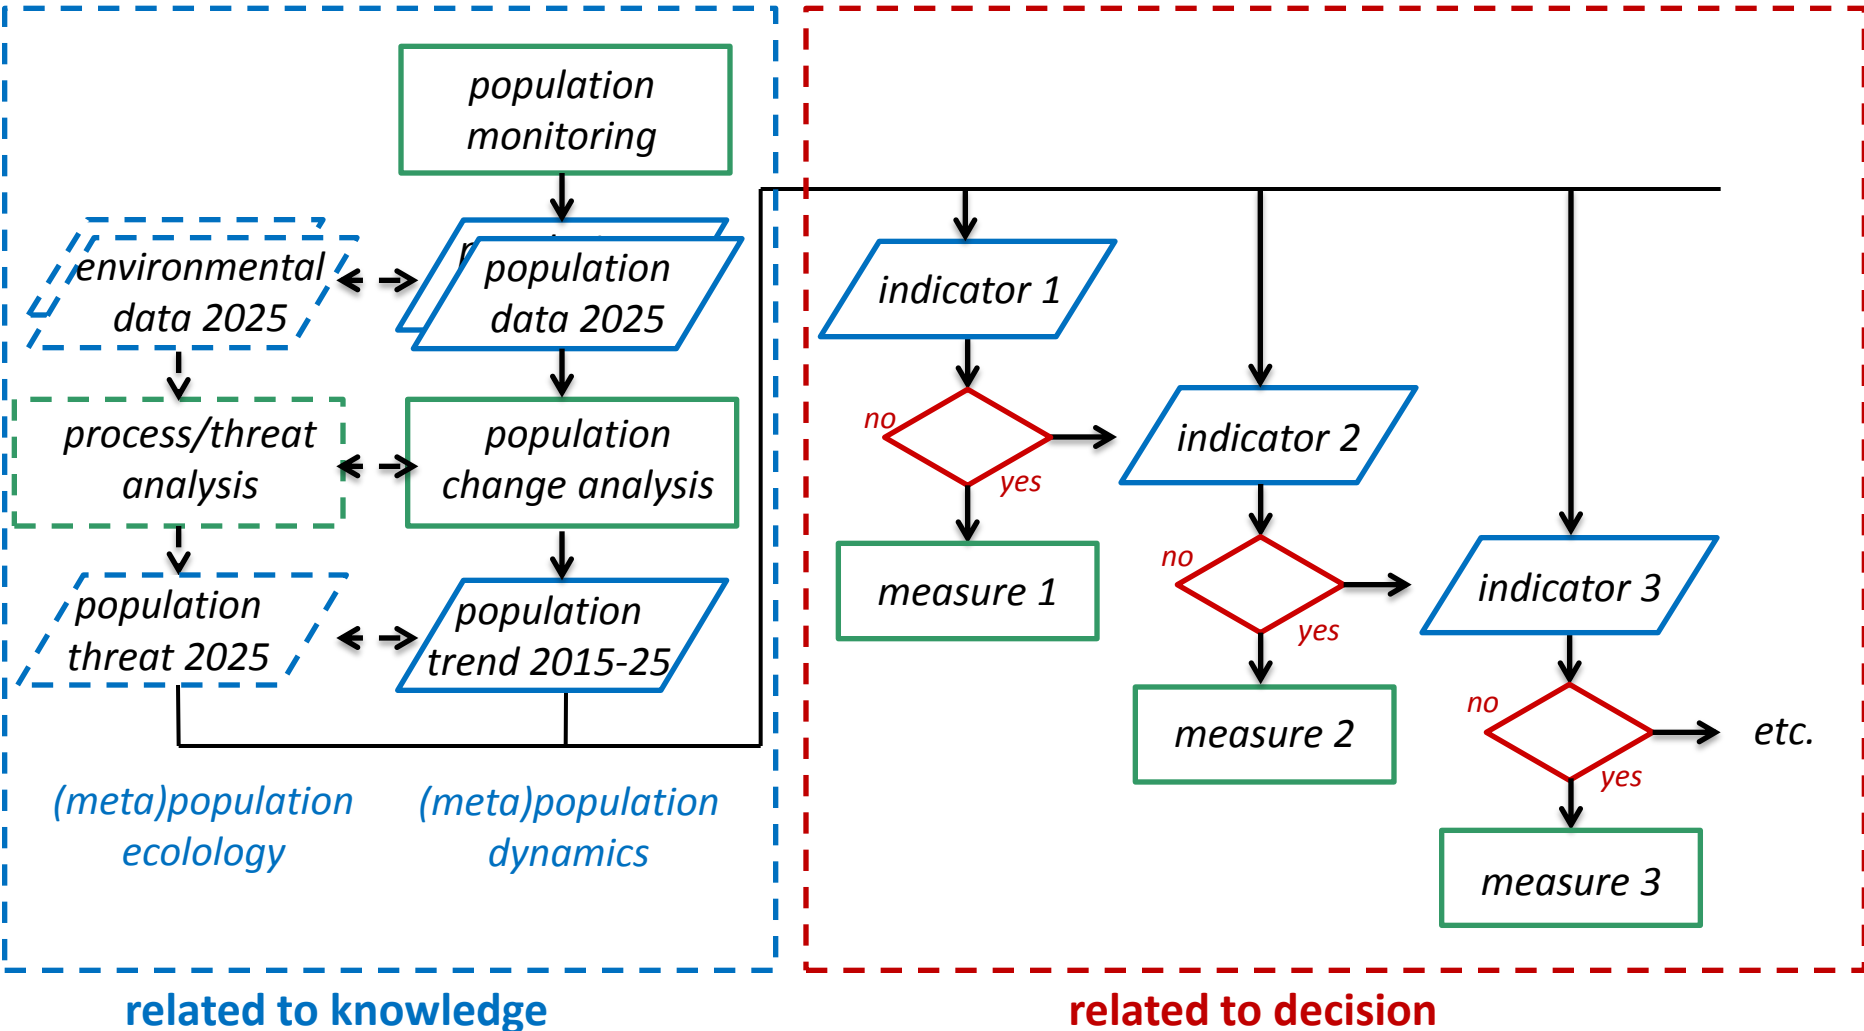 population
monitoring
environmental
data 2025
population
data 2025
process/threat
analysis
population
change analysis
population
threat 2025
population
trend 2015-25
(meta)population
ecolology
(meta)population
dynamics
related to knowledge
indicator 1
no
yes
measure 1
indicator 2
no
yes
measure 2
indicator 3
no
yes
etc.
measure 3
related to decision